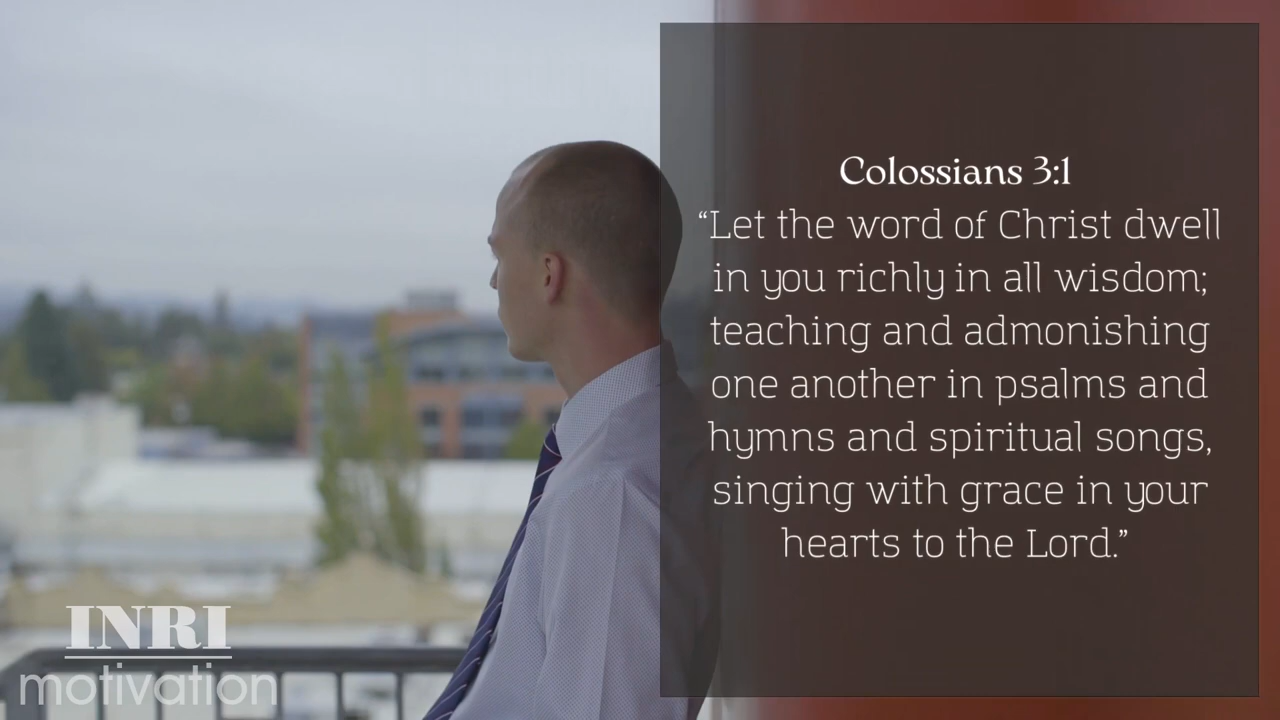 Colossians 3:1
“Let the word of Christ dwell
in you richly in all wisdom;
teaching and admonishing
one another in psalms and
hymns and spiritual songs,
singing with grace in your
hearts to the Lord.”
INRI
motivation